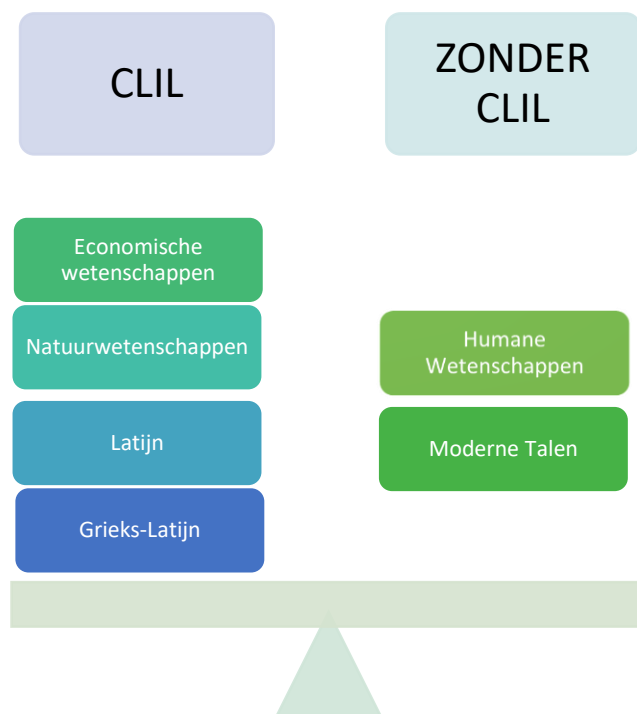 CLIL
ZONDER
CLIL
Economische
wetenschappen
Natuurwetenschappen
Latijn
Grieks-Latijn
Humane
Wetenschappen
Moderne Talen